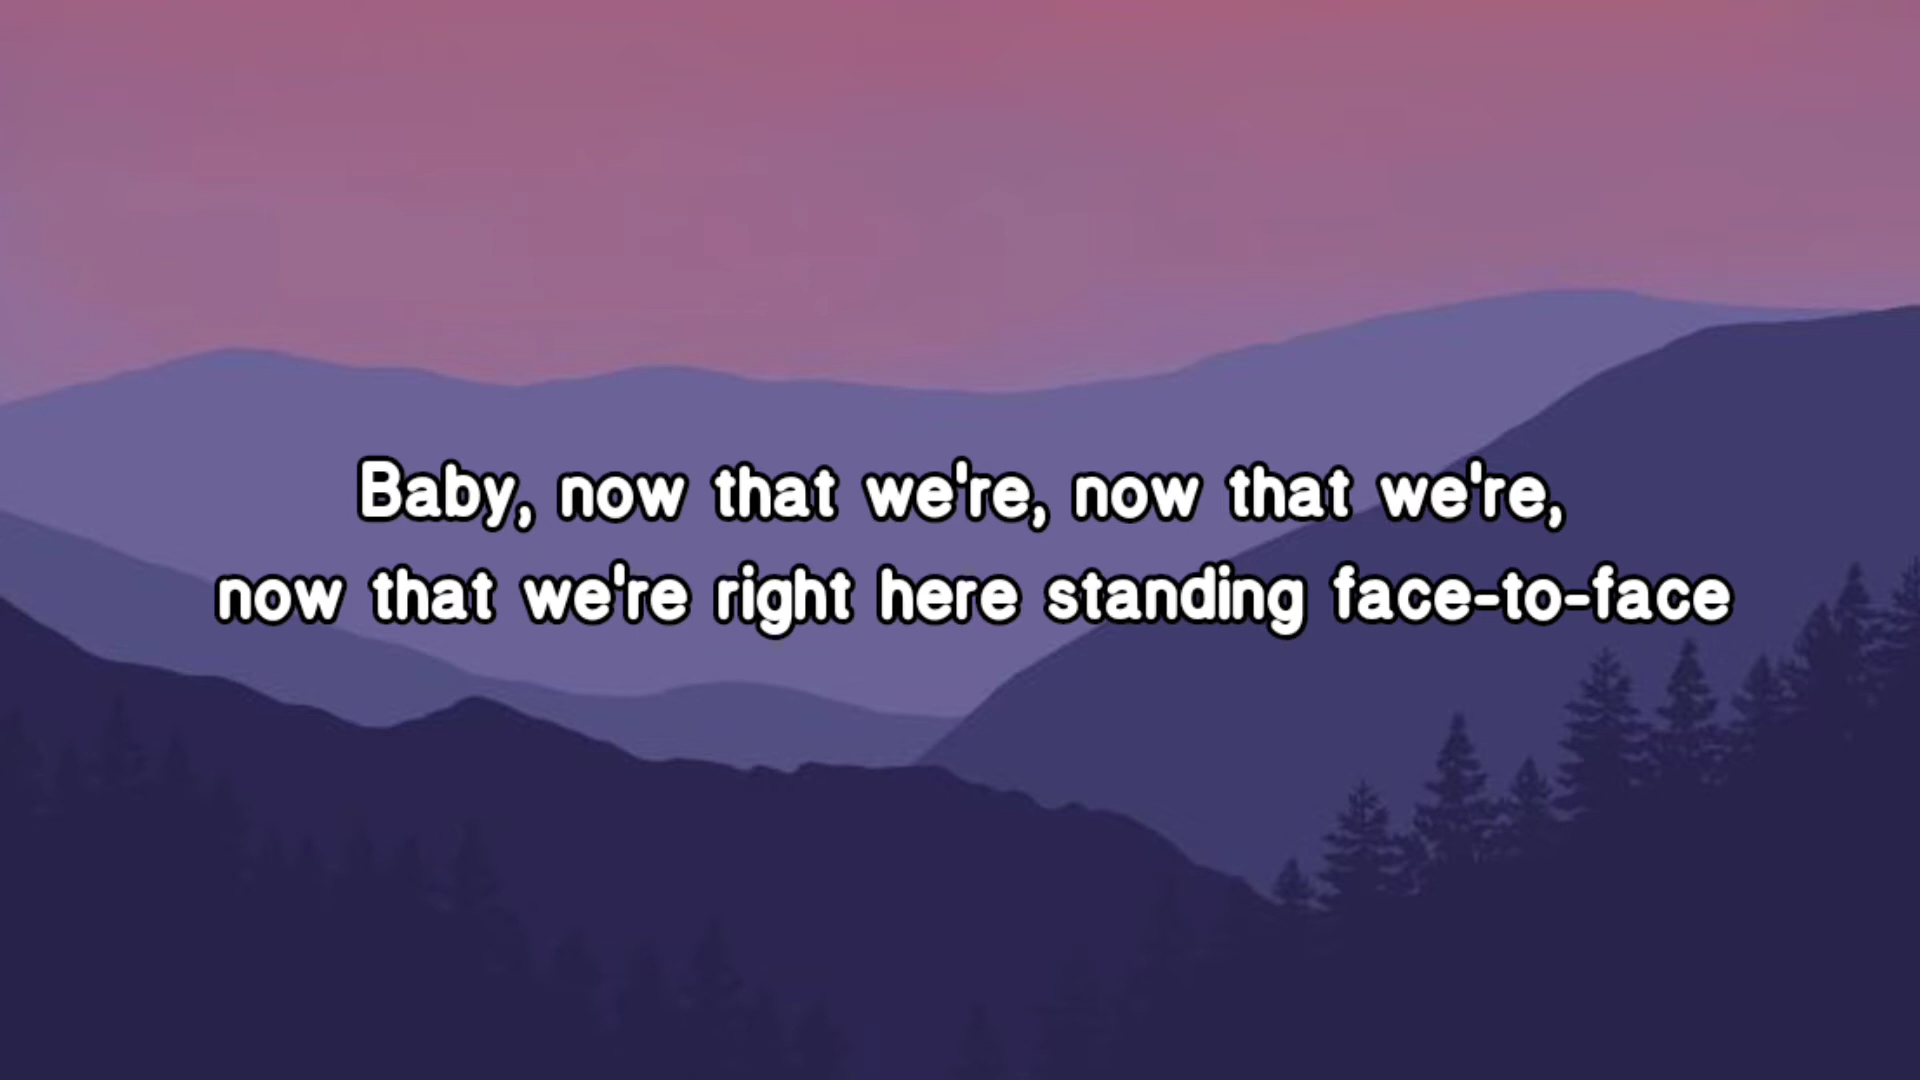 Baby, now that we're, now that we're,
now that we're right here standing face-to-face